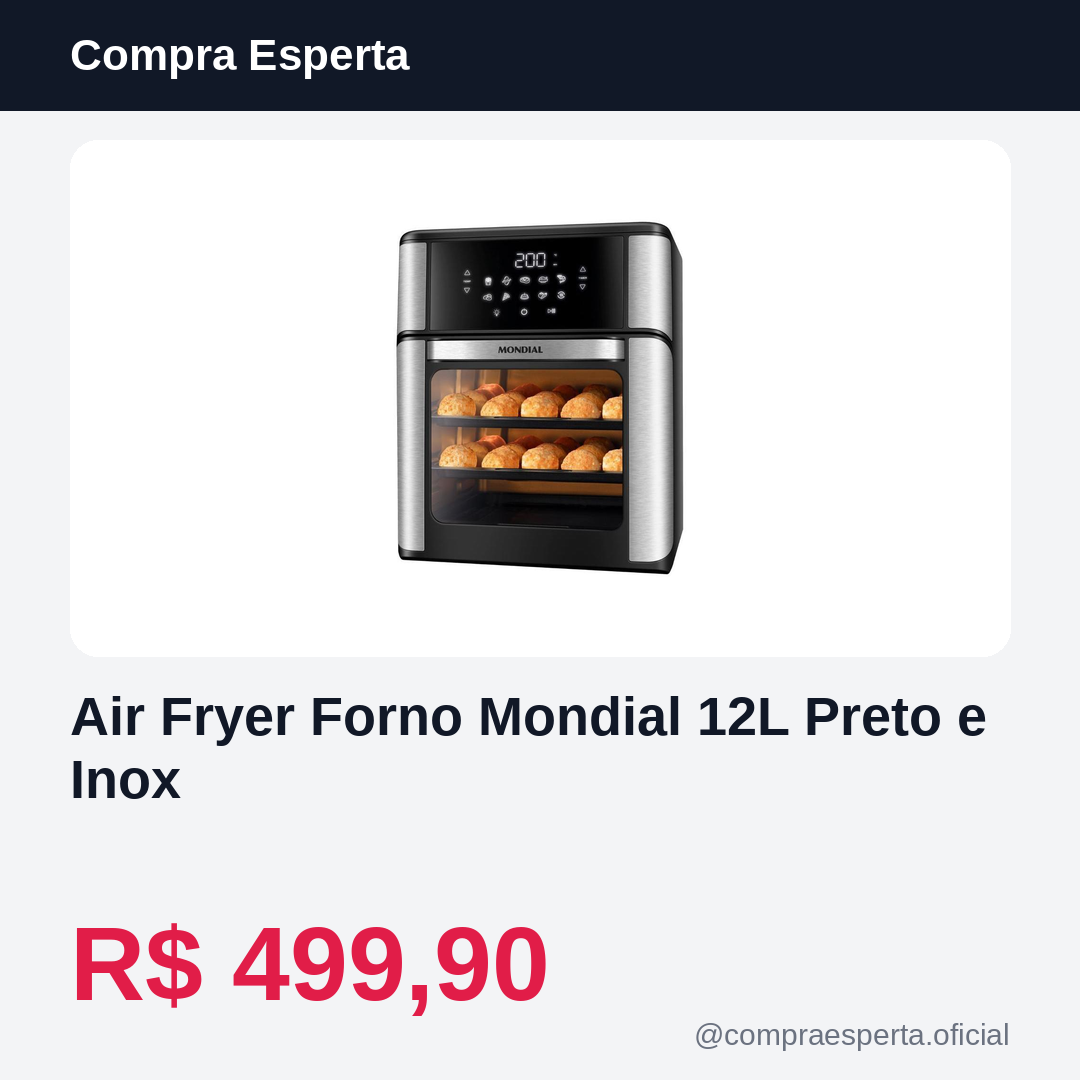 Compra Esperta
200
MONDIAL
Air Fryer Forno Mondial 12L Preto e
Inox
R$ 499,90
@compraesperta.oficial